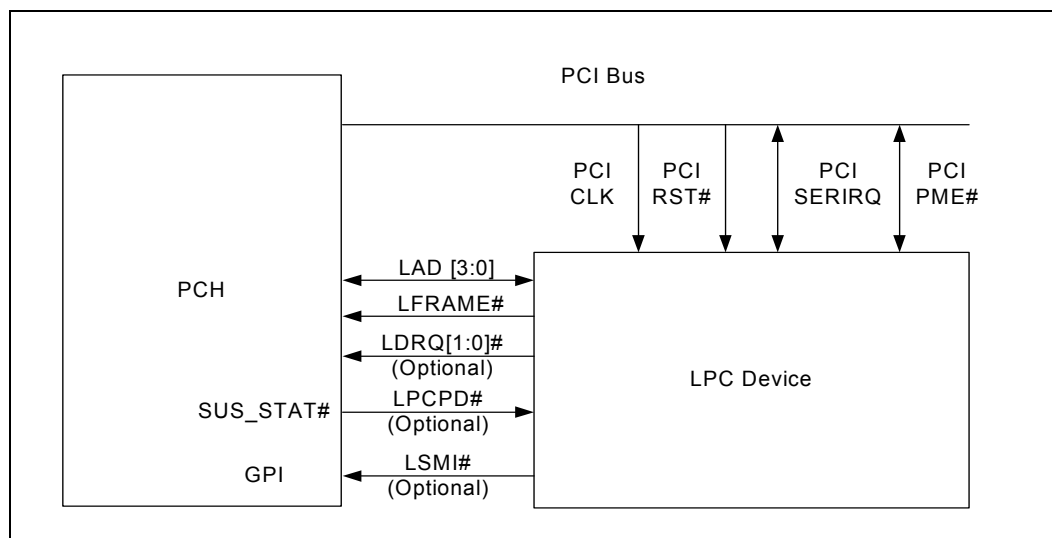 PCI Bus
PCI
CLK
PCI
RST#
PCI
SERIRQ
PCI
PME#
PCH
LAD [3:0]
LFRAME#
LDRQ[1:0]#
(Optional)
SUS_STAT#
LPCPD#
(Optional)
GPI
LSMI#
(Optional)
LPC Device